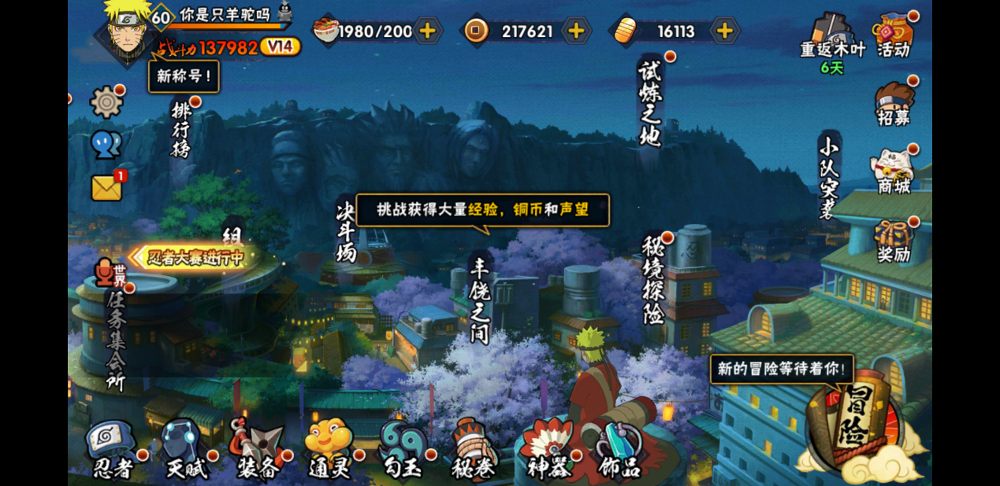 60 你是只羊驼吗
战斗力 137982 V14
1980/200
217621
16113
重返木叶
6天
活动
新称号！
排行榜
试炼之地
招募
小队突袭
商城
1
决斗场
挑战获得大量经验，铜币和声望
组
忍者大赛进行中
世界
丰饶之间
秘境探险
奖励
任务集会所
新的冒险等待着你！
冒险
忍者
天赋
装备
通灵
勾玉
秘卷
神器
饰品